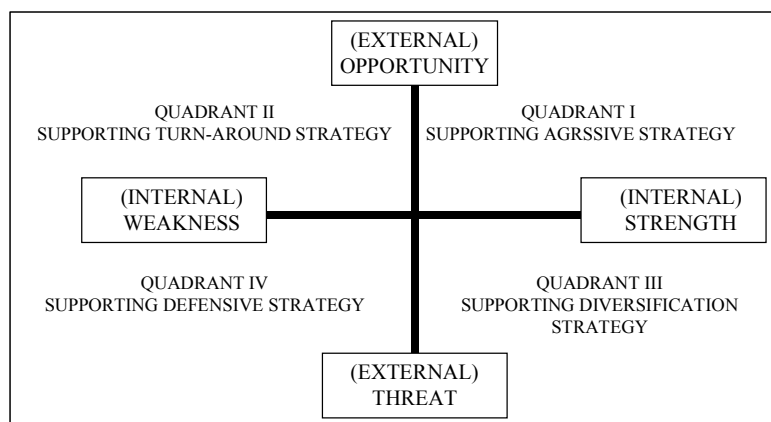 (EXTERNAL)
OPPORTUNITY
QUADRANT II
SUPPORTING TURN-AROUND STRATEGY
QUADRANT I
SUPPORTING AGRSSIVE STRATEGY
(INTERNAL)
WEAKNESS
(INTERNAL)
STRENGTH
QUADRANT IV
SUPPORTING DEFENSIVE STRATEGY
QUADRANT III
SUPPORTING DIVERSIFICATION
STRATEGY
(EXTERNAL)
THREAT